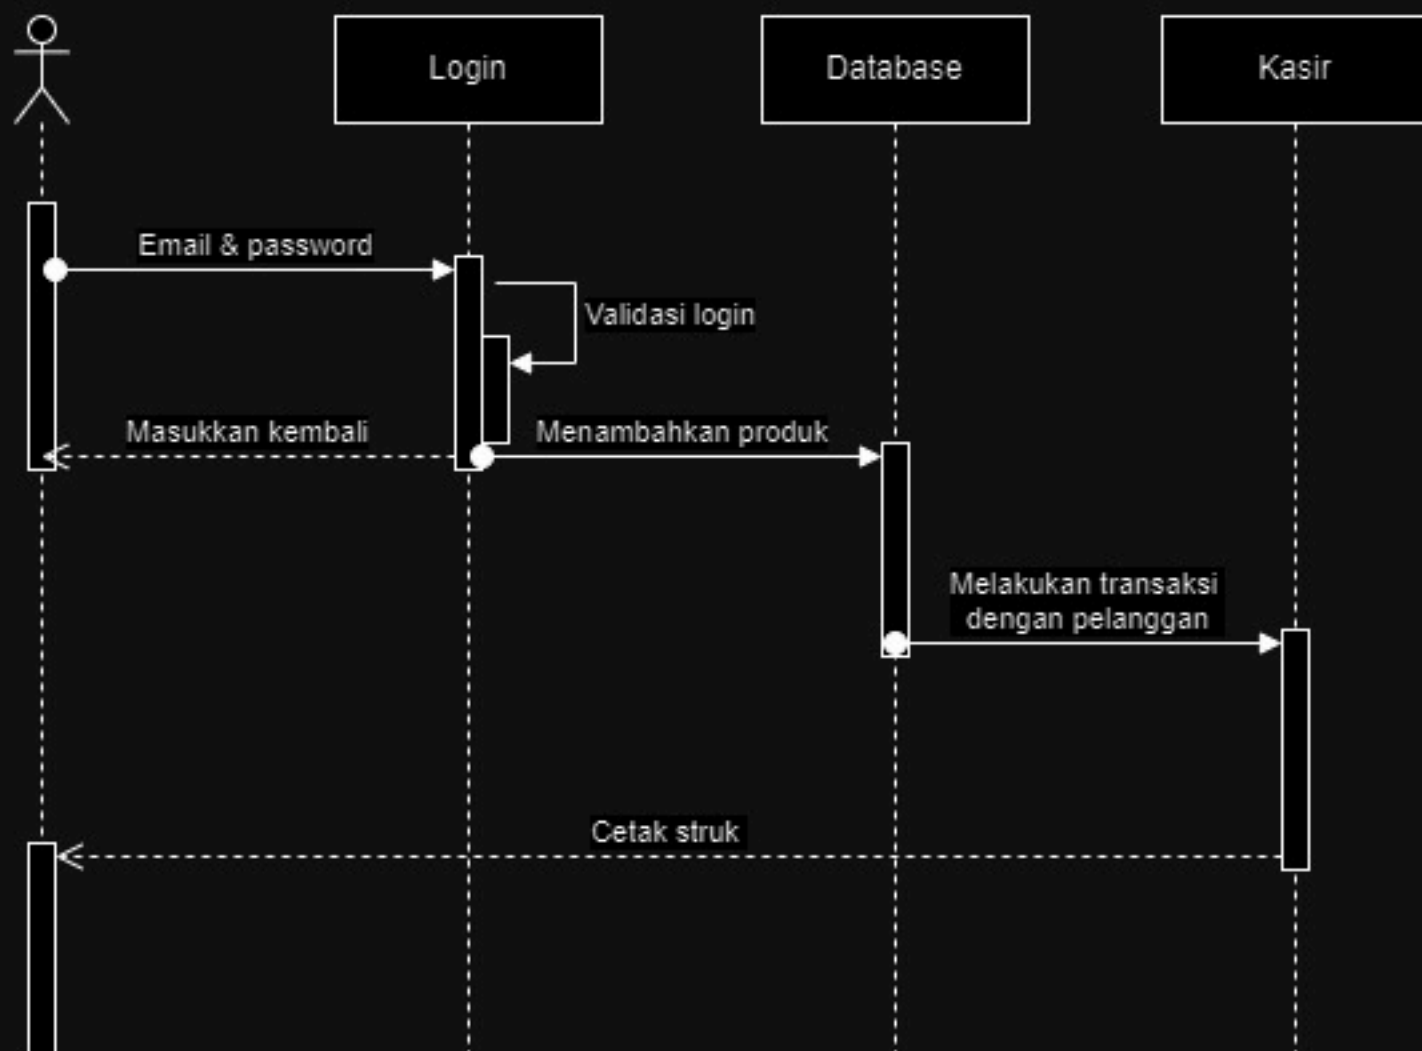 Login
Database
Kasir
Email & password
Validasi login
Masukkan kembali
Menambahkan produk
Melakukan transaksi
dengan pelanggan
Cetak struk